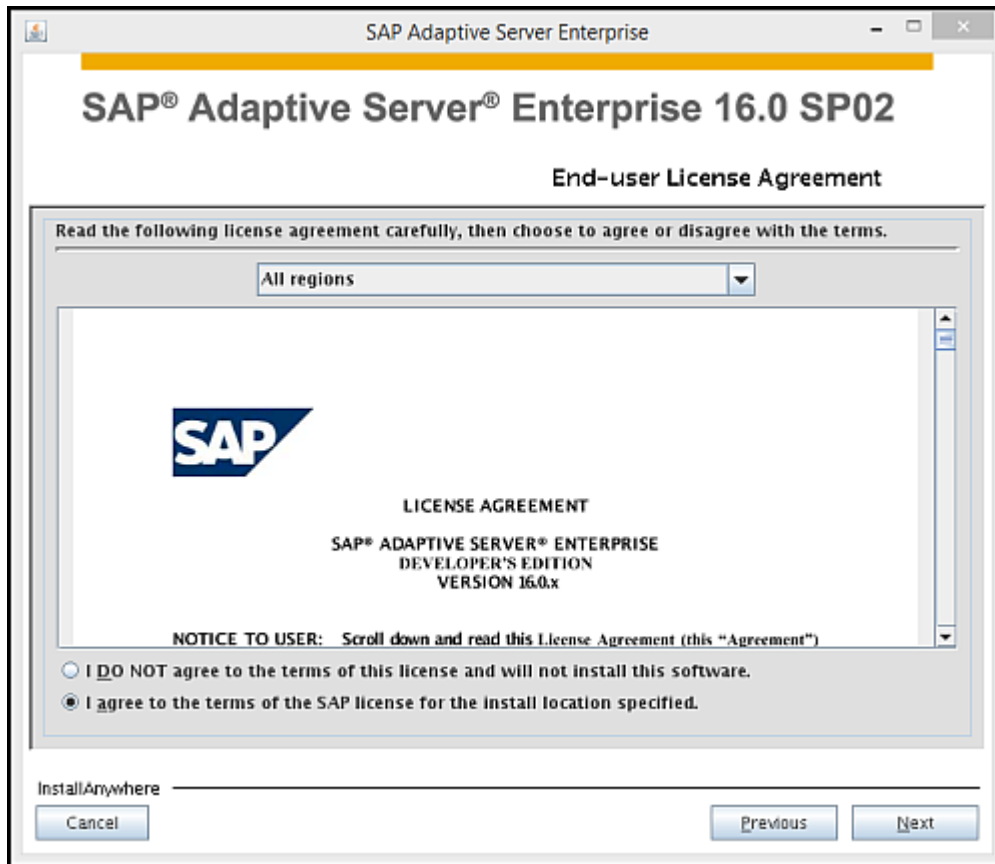 SAP Adaptive Server Enterprise
SAP® Adaptive Server® Enterprise 16.0 SP02
End-user License Agreement
Read the following license agreement carefully, then choose to agree or disagree with the terms.
All regions
SAP
LICENSE AGREEMENT
SAP® ADAPTIVE SERVER® ENTERPRISE
DEVELOPER'S EDITION
VERSION 16.0.x
NOTICE TO USER: Scroll down and read this License Agreement (this “Agreement”)
I DO NOT agree to the terms of this license and will not install this software.
I agree to the terms of the SAP license for the install location specified.
InstallAnywhere
Cancel Previous Next